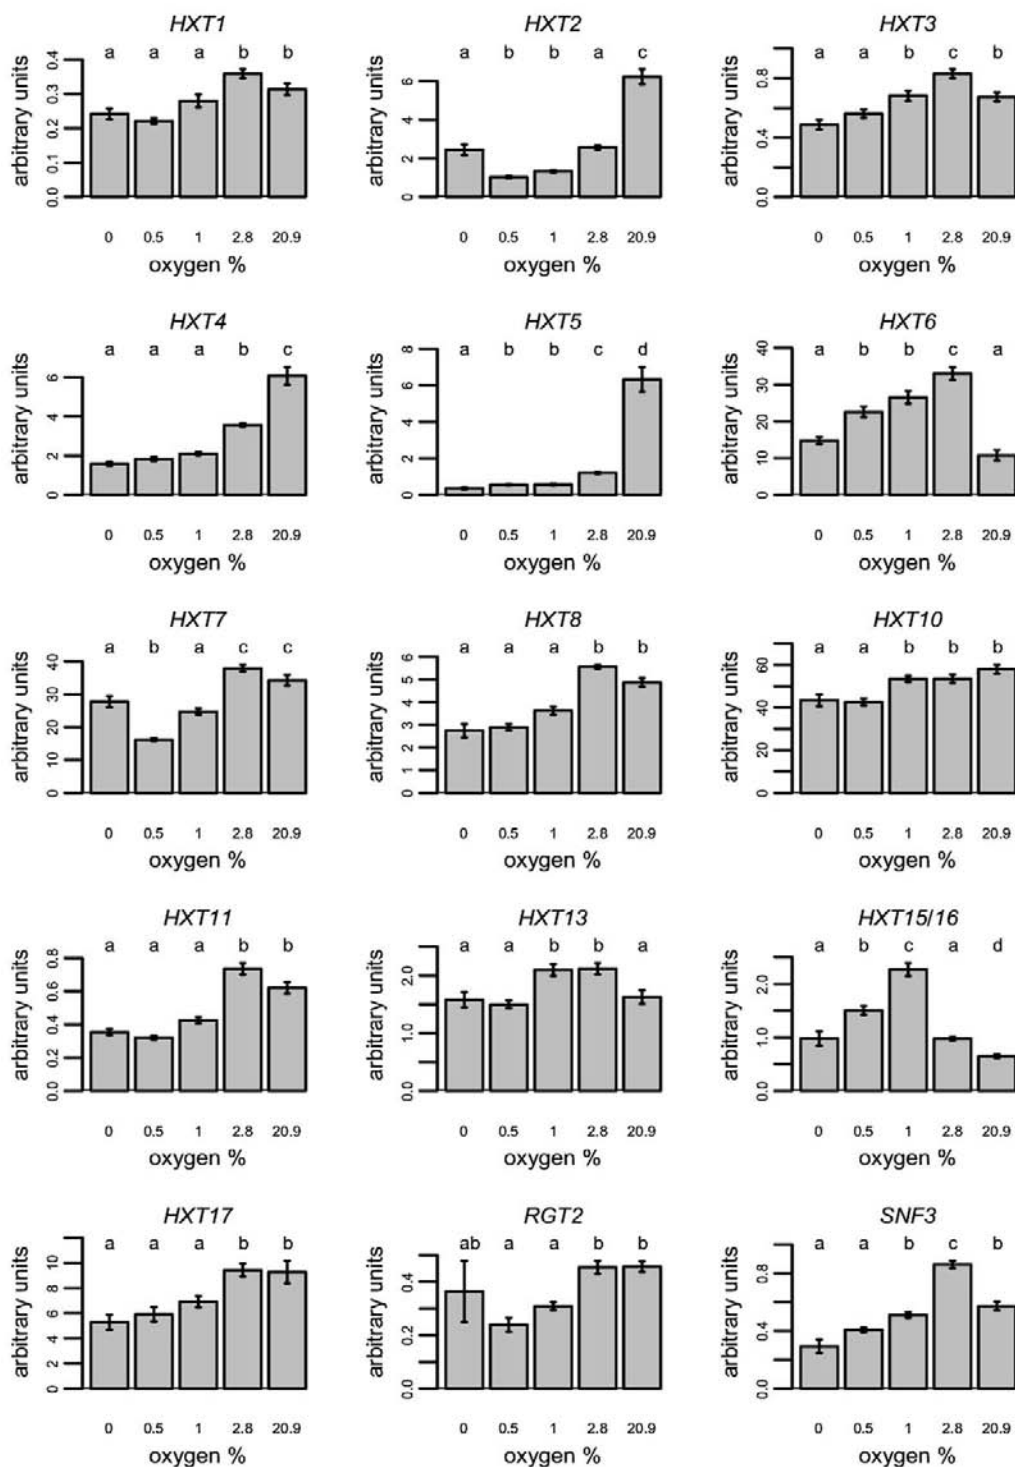 HXT1
a a a b b
arbitrary units
0.4
0.3
0.2
0.1
0.0
0 0.5 1 2.8 20.9
oxygen %
HXT2
a b b a c
arbitrary units
6
4
2
0
0 0.5 1 2.8 20.9
oxygen %
HXT3
a a b c b
arbitrary units
0.8
0.4
0.0
0 0.5 1 2.8 20.9
oxygen %
HXT4
a a a b c
arbitrary units
6
4
2
0
0 0.5 1 2.8 20.9
oxygen %
HXT5
a b b c d
arbitrary units
8
6
4
2
0
0 0.5 1 2.8 20.9
oxygen %
HXT6
a b b c a
arbitrary units
40
30
20
10
0
0 0.5 1 2.8 20.9
oxygen %
HXT7
a b a c c
arbitrary units
40
30
20
10
0
0 0.5 1 2.8 20.9
oxygen %
HXT8
a a a b b
arbitrary units
6
5
4
3
2
1
0
0 0.5 1 2.8 20.9
oxygen %
HXT10
a a b b b
arbitrary units
60
40
20
0
0 0.5 1 2.8 20.9
oxygen %
HXT11
a a a b b
arbitrary units
0.8
0.6
0.4
0.2
0.0
0 0.5 1 2.8 20.9
oxygen %
HXT13
a a b b a
arbitrary units
2.0
1.0
0.0
0 0.5 1 2.8 20.9
oxygen %
HXT15/16
a b c a d
arbitrary units
2.0
1.0
0.0
0 0.5 1 2.8 20.9
oxygen %
HXT17
a a a b b
arbitrary units
10
8
6
4
2
0
0 0.5 1 2.8 20.9
oxygen %
RGT2
ab a a b b
arbitrary units
0.4
0.2
0.0
0 0.5 1 2.8 20.9
oxygen %
SNF3
a a b c b
arbitrary units
0.8
0.4
0.0
0 0.5 1 2.8 20.9
oxygen %